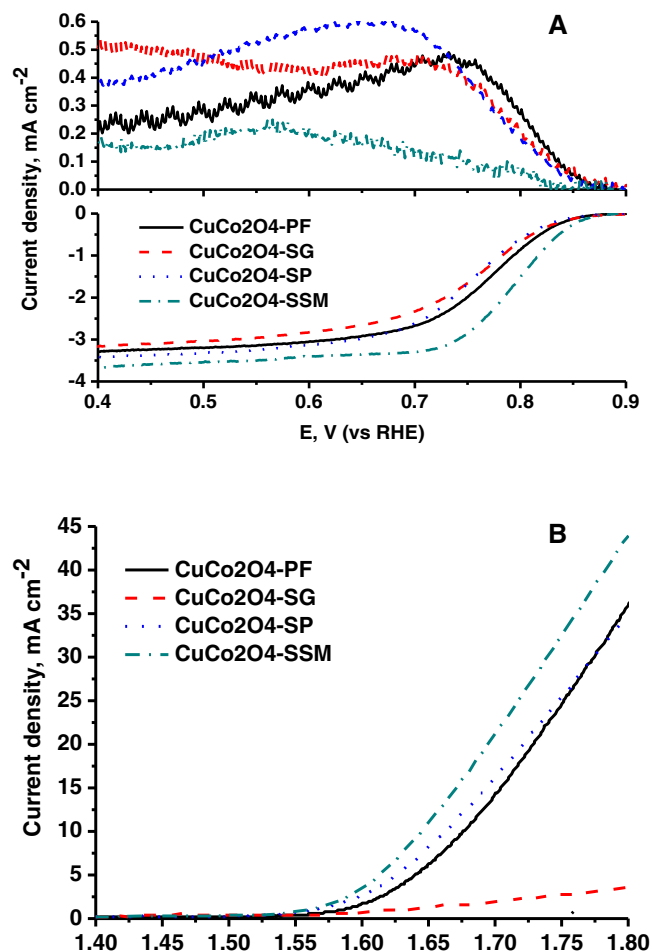 A
0.6
0.5
0.4
0.3
0.2
0.1
0.0
0
-1
-2
-3
-4
Current density, mA cm-2
CuCo2O4-PF
CuCo2O4-SG
CuCo2O4-SP
CuCo2O4-SSM
0.4 0.5 0.6 0.7 0.8 0.9
E, V (vs RHE)
B
45
40
35
30
25
20
15
10
5
0
Current density, mA cm-2
CuCo2O4-PF
CuCo2O4-SG
CuCo2O4-SP
CuCo2O4-SSM
1.40 1.45 1.50 1.55 1.60 1.65 1.70 1.75 1.80